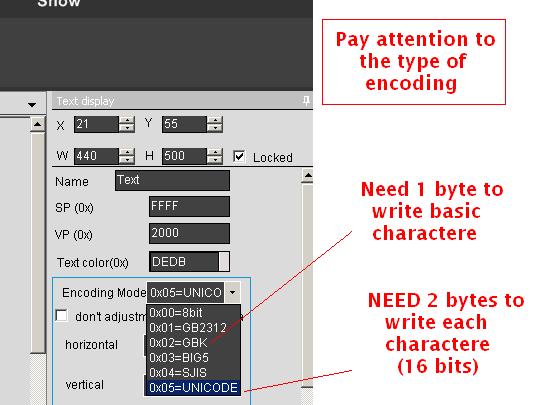 Show
Pay attention to
the type of
encoding
Text display
X 21 Y 55
W 440 H 500 Locked
Name Text
SP (0x) FFFF
VP (0x) 2000
Text color(0x) DEDB
Encoding Mode 0x05=UNICO
don't adjustm
0x00=8bit
0x01=GB2312
horizontal
0x02=GBK
0x03=BIG5
0x04=SJIS
vertical
0x05=UNICODE
Need 1 byte to
write basic
charactere
NEED 2 bytes to
write each
charactere
(16 bits)